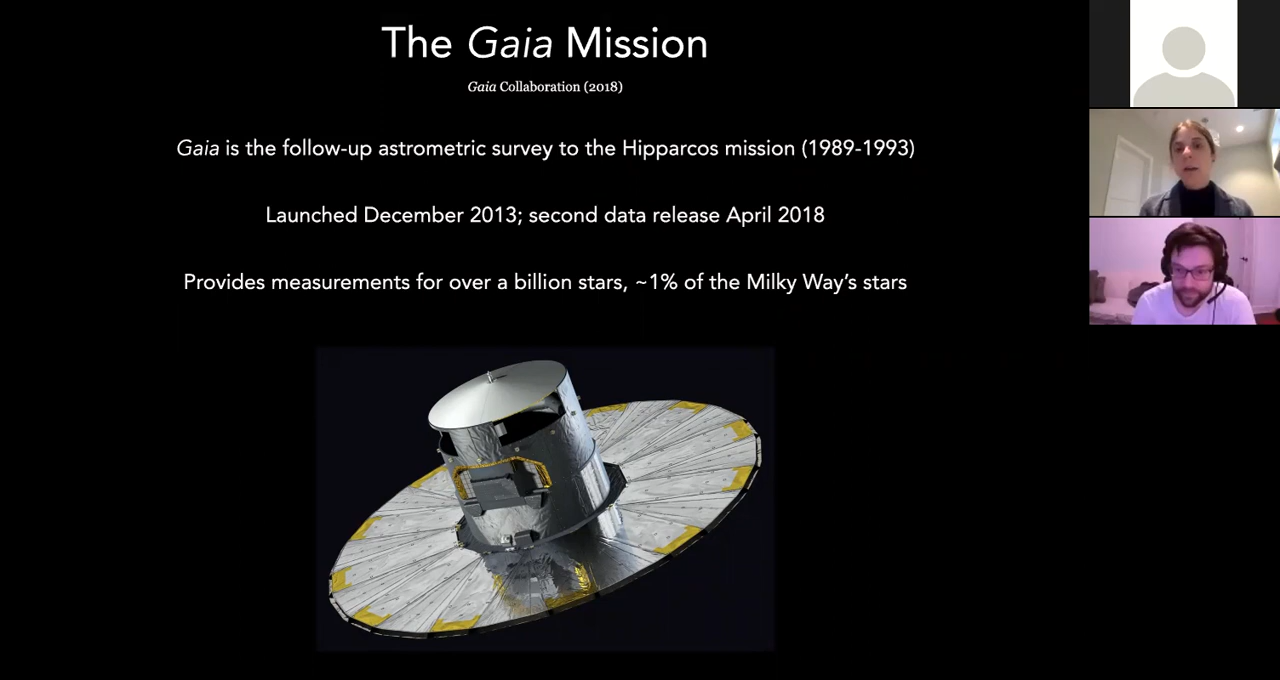 The Gaia Mission
Gaia Collaboration (2018)
Gaia is the follow-up astrometric survey to the Hipparcos mission (1989-1993)
Launched December 2013; second data release April 2018
Provides measurements for over a billion stars, ~1% of the Milky Way’s stars